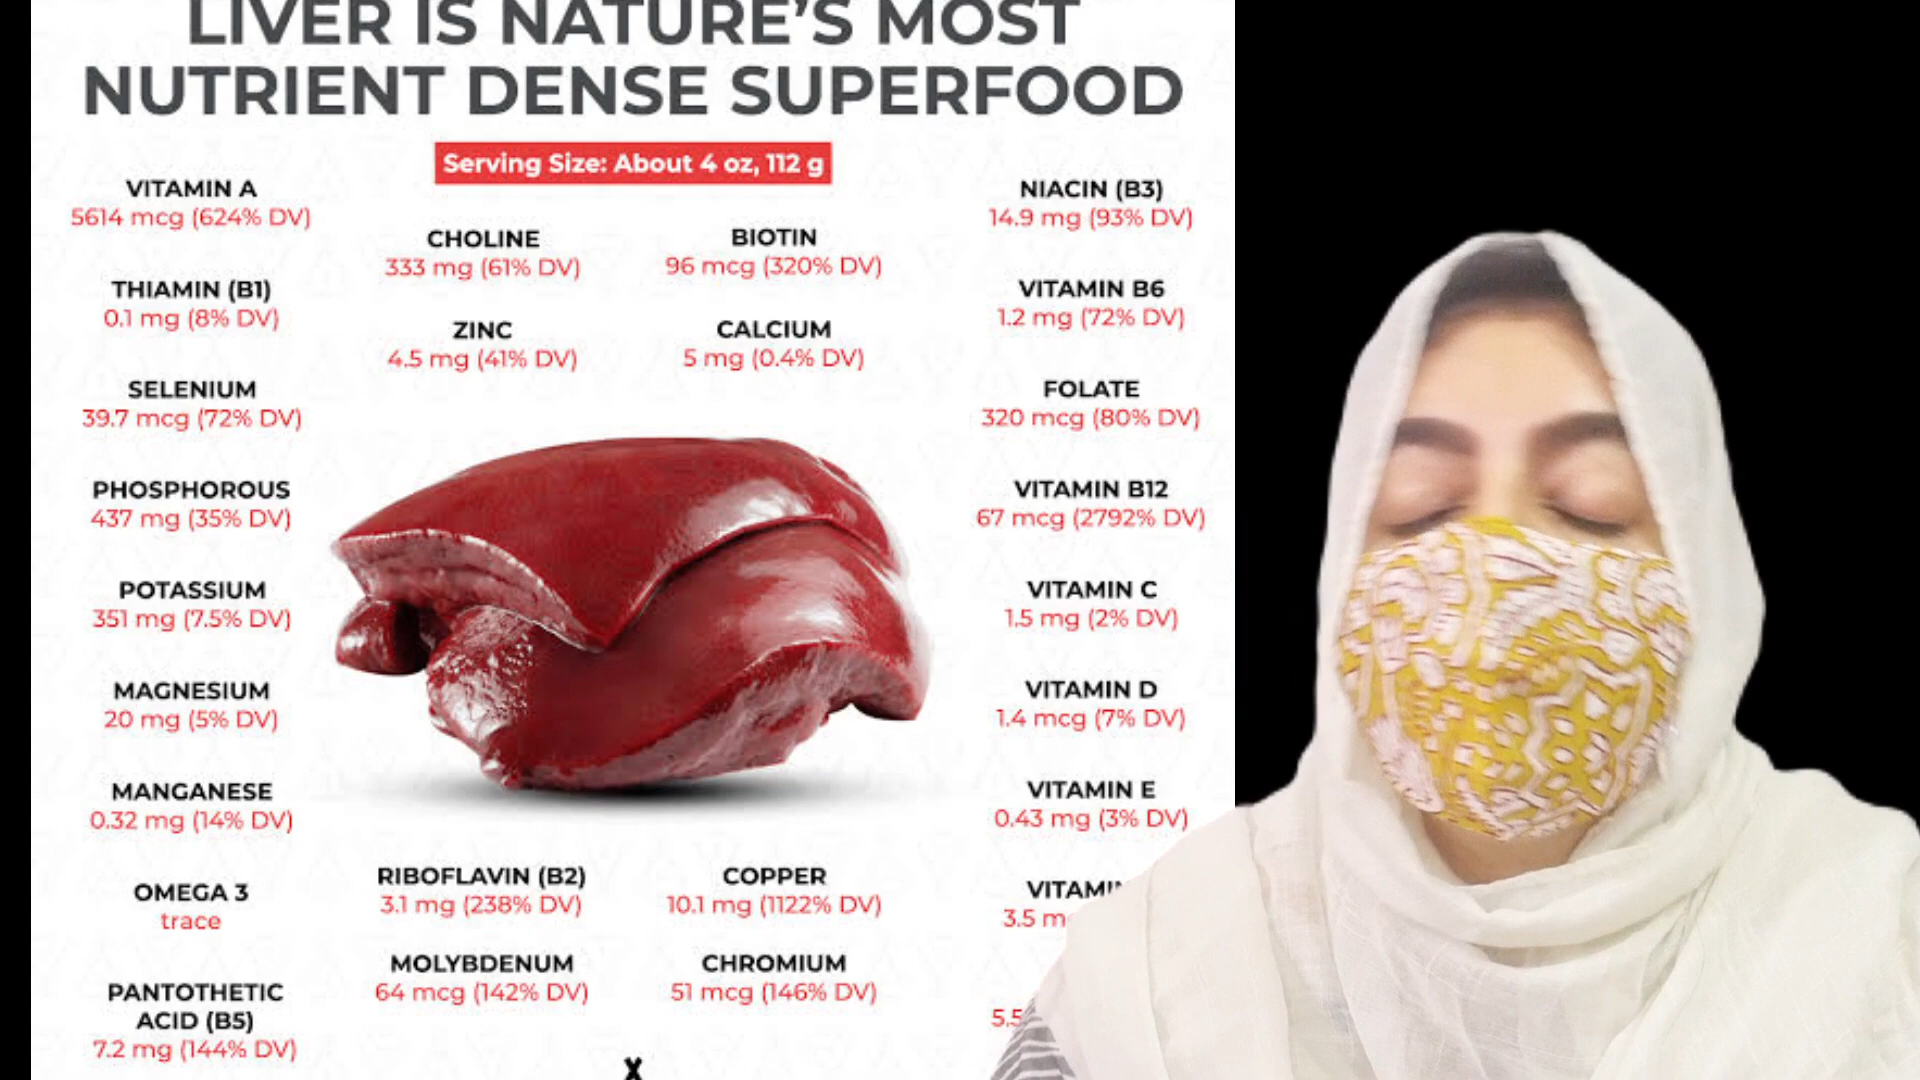 LIVER IS NATURE'S MOST
NUTRIENT DENSE SUPERFOOD
Serving Size: About 4 oz, 112 g
VITAMIN A
5614 mcg (624% DV)
THIAMIN (B1)
0.1 mg (8% DV)
SELENIUM
39.7 mcg (72% DV)
PHOSPHOROUS
437 mg (35% DV)
POTASSIUM
351 mg (7.5% DV)
MAGNESIUM
20 mg (5% DV)
MANGANESE
0.32 mg (14% DV)
OMEGA 3
trace
PANTOTHETIC
ACID (B5)
7.2 mg (144% DV)
CHOLINE
333 mg (61% DV)
ZINC
4.5 mg (41% DV)
BIOTIN
96 mcg (320% DV)
CALCIUM
5 mg (0.4% DV)
RIBOFLAVIN (B2)
3.1 mg (238% DV)
MOLYBDENUM
64 mcg (142% DV)
COPPER
10.1 mg (1122% DV)
CHROMIUM
51 mcg (146% DV)
X
NIACIN (B3)
14.9 mg (93% DV)
VITAMIN B6
1.2 mg (72% DV)
FOLATE
320 mcg (80% DV)
VITAMIN B12
67 mcg (2792% DV)
VITAMIN C
1.5 mg (2% DV)
VITAMIN D
1.4 mcg (7% DV)
VITAMIN E
0.43 mg (3% DV)
VITAMIN
3.5